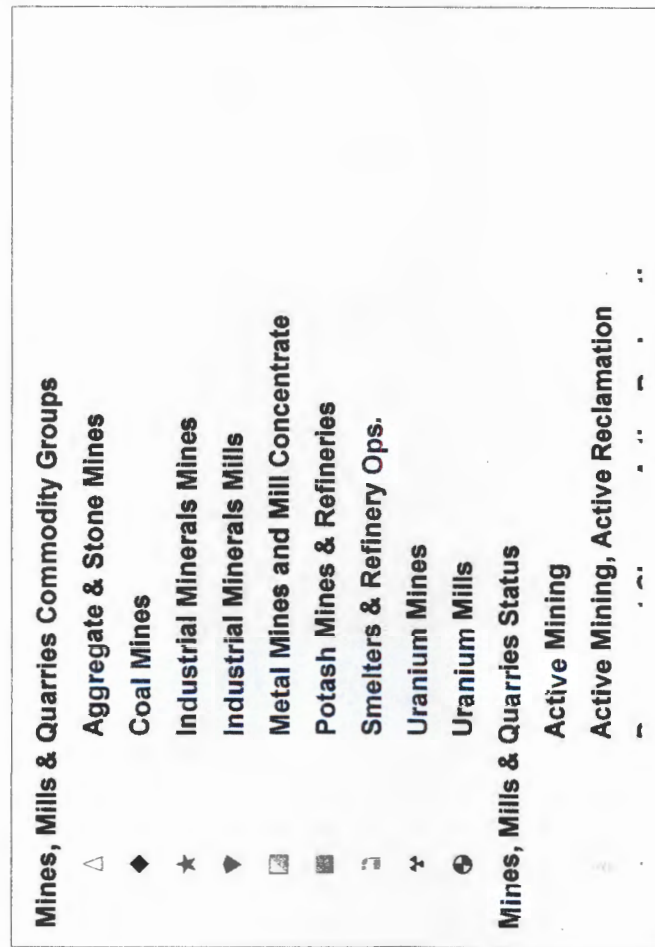 Mines, Mills & Quarries Commodity Groups
Aggregate & Stone Mines
Coal Mines
Industrial Minerals Mines
Industrial Minerals Mills
Metal Mines and Mill Concentrate
Potash Mines & Refineries
Smelters & Refinery Ops.
Uranium Mines
Uranium Mills
Mines, Mills & Quarries Status
Active Mining
Active Mining, Active Reclamation